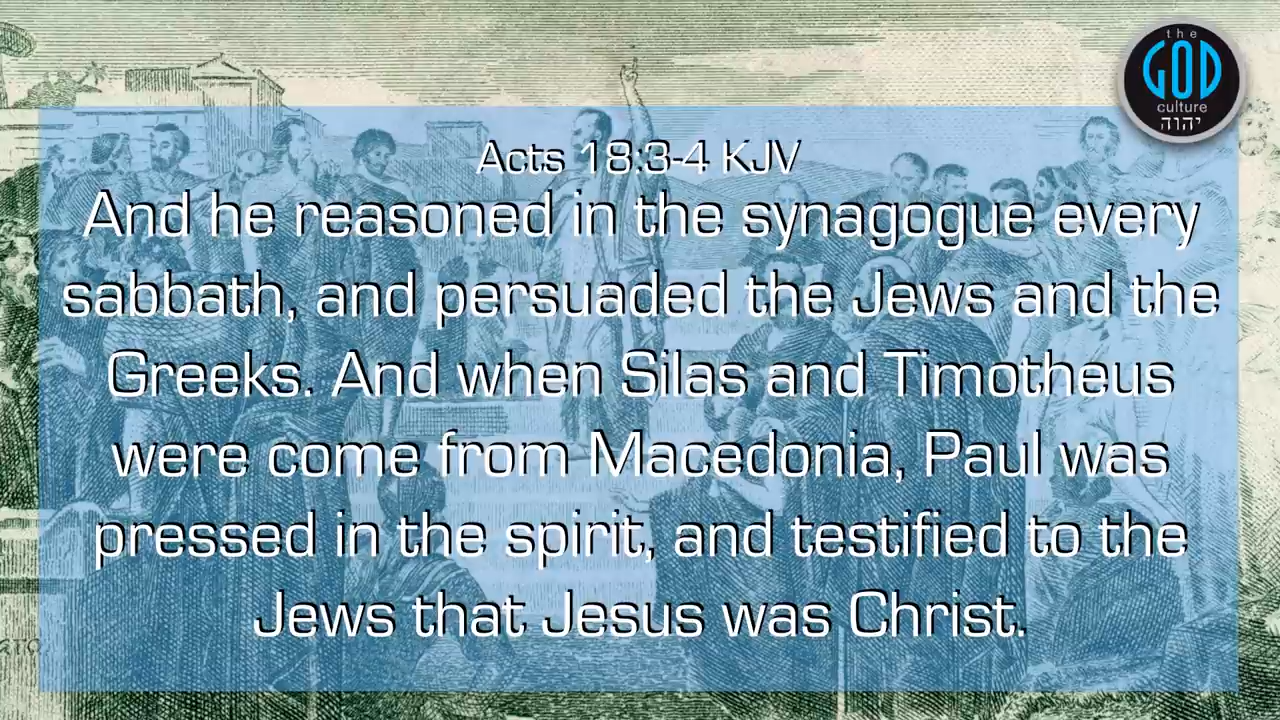 the
GOD
culture
יהוה
Acts 18:3-4 KJV
And he reasoned in the synagogue every
sabbath, and persuaded the Jews and the
Greeks. And when Silas and Timotheus
were come from Macedonia, Paul was
pressed in the spirit, and testified to the
Jews that Jesus was Christ.